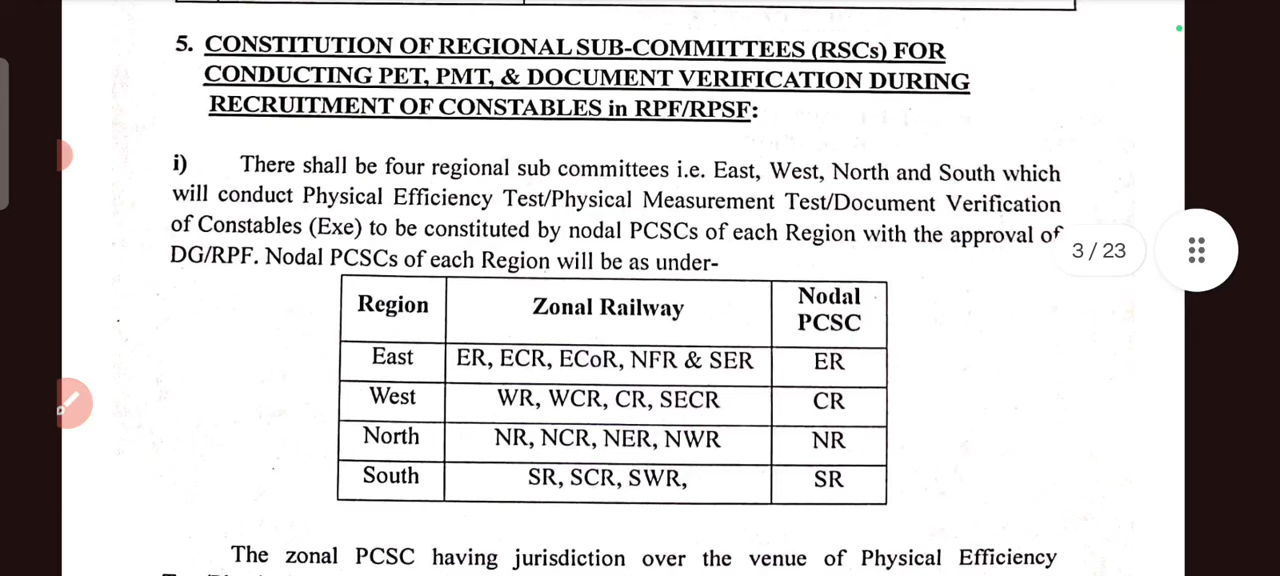 5. CONSTITUTION OF REGIONAL SUB-COMMITTEES (RSCs) FOR
CONDUCTING PET, PMT, & DOCUMENT VERIFICATION DURING
RECRUITMENT OF CONSTABLES in RPF/RPSF:
i) There shall be four regional sub committees i.e. East, West, North and South which
will conduct Physical Efficiency Test/Physical Measurement Test/Document Verification
of Constables (Exe) to be constituted by nodal PCSCs of each Region with the approval of
DG/RPF. Nodal PCSCs of each Region will be as under-
3 / 23
Region Zonal Railway Nodal PCSC
East ER, ECR, ECoR, NFR & SER ER
West WR, WCR, CR, SECR CR
North NR, NCR, NER, NWR NR
South SR, SCR, SWR, SR
The zonal PCSC having jurisdiction over the venue of Physical Efficiency